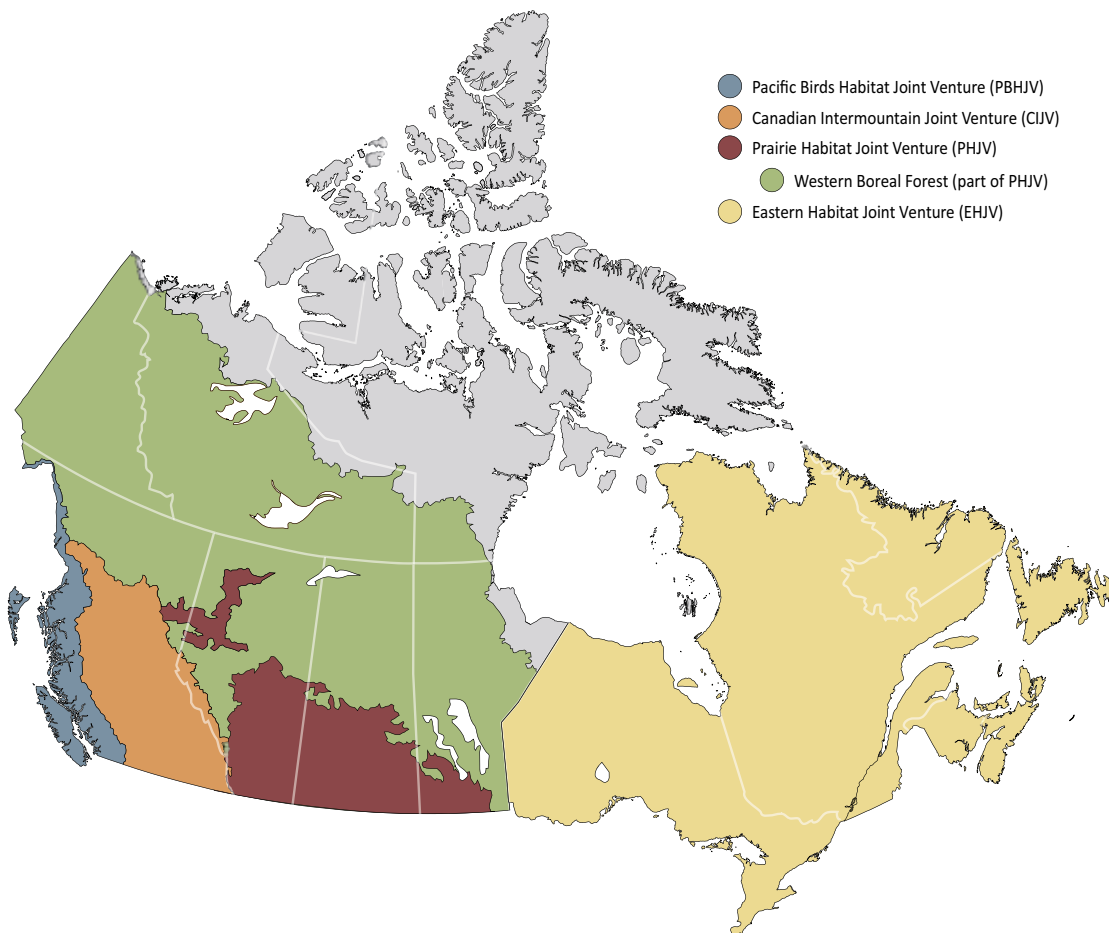 Pacific Birds Habitat Joint Venture (PBHJV)
Canadian Intermountain Joint Venture (CIJV)
Prairie Habitat Joint Venture (PHJV)
Western Boreal Forest (part of PHJV)
Eastern Habitat Joint Venture (EHJV)